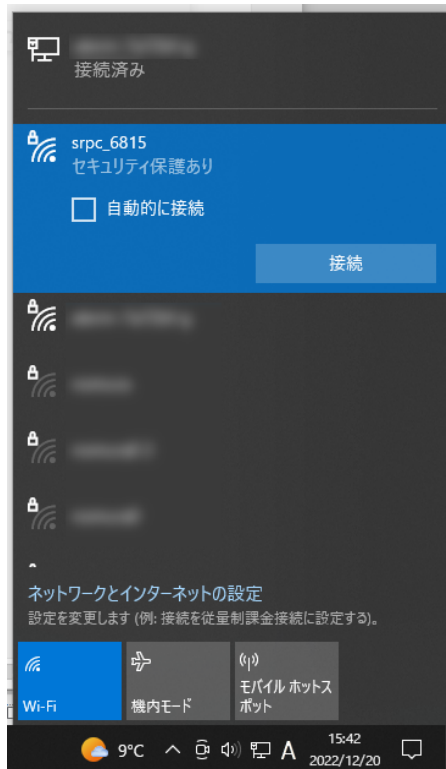 接続済み
srpc_6815
セキュリティ保護あり
自動的に接続
接続
ネットワークとインターネットの設定
設定を変更します (例: 接続を従量制課金接続に設定する)。
Wi-Fi
機内モード
モバイル ホットス
ポット
9°C
A
15:42
2022/12/20